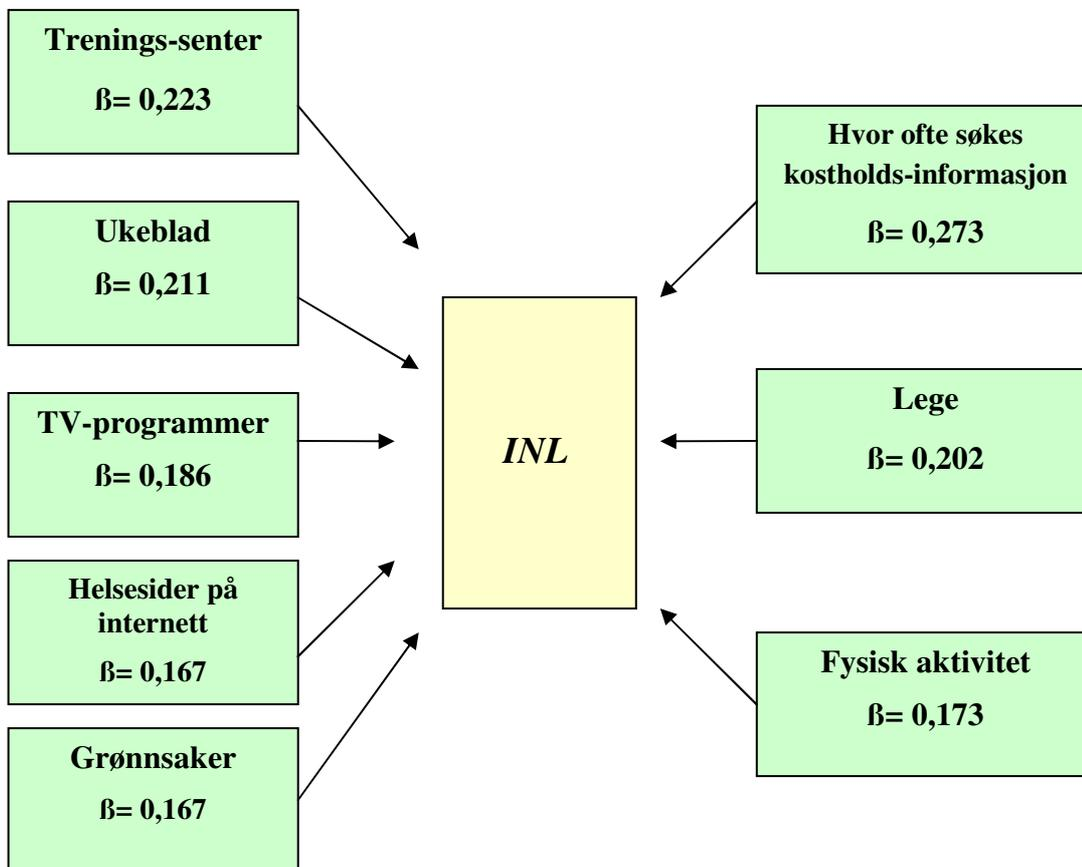 Trenings-senter
ß= 0,223
Ukeblad
ß= 0,211
TV-programmer
ß= 0,186
Helsesider på
internett
ß= 0,167
Grønnsaker
ß= 0,167
INL
Hvor ofte søkes
kostholds-informasjon
ß= 0,273
Lege
ß= 0,202
Fysisk aktivitet
ß= 0,173